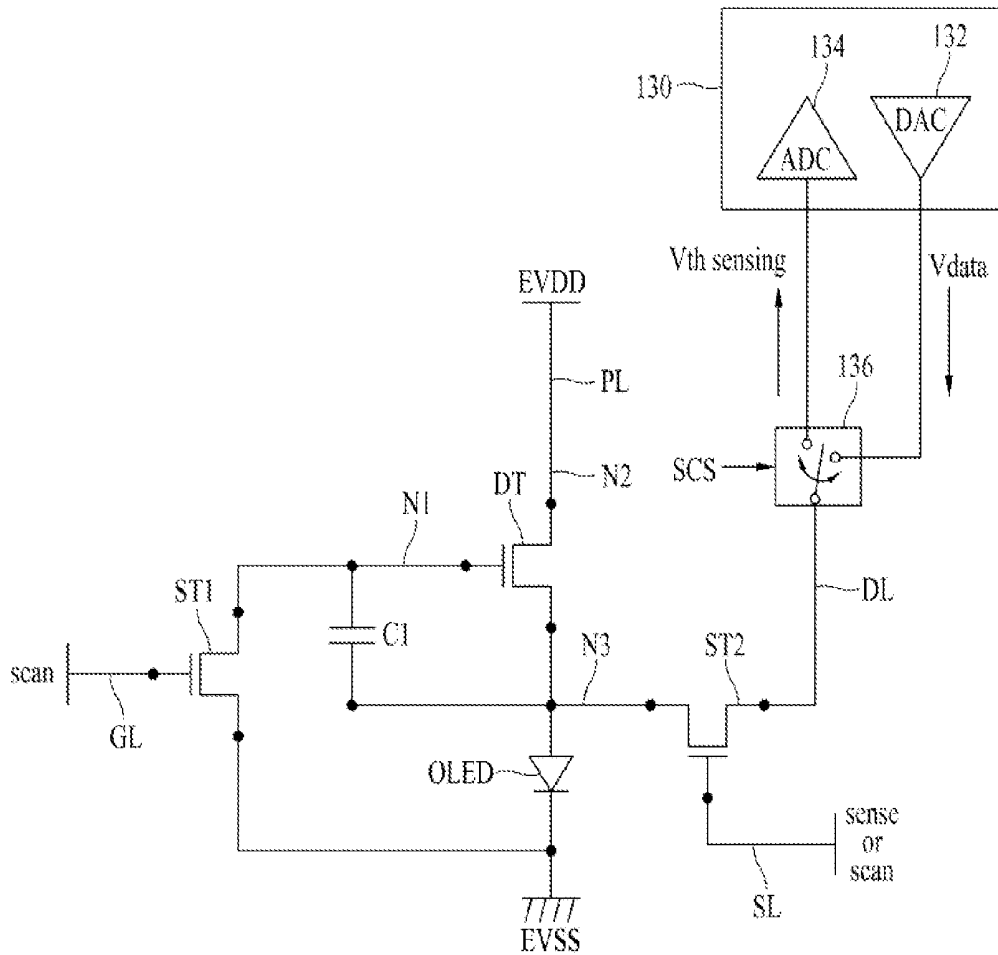 134
132
130
ADC
DAC
Vth sensing
Vdata
EVDD
PL
136
SCS
N2
DT
N1
DL
ST1
C1
N3
ST2
scan
GL
OLED
sense
or
scan
SL
EVSS